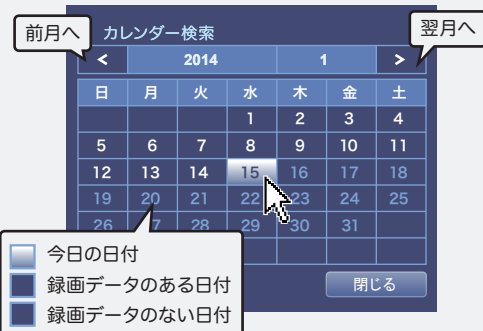 前月へ
翌月へ
カレンダー検索
< 2014 1 >
日 月 火 水 木 金 土
1 2 3 4
5 6 7 8 9 10 11
12 13 14 15 16 17 18
19 20 21 22 23 24 25
26 27 28 29 30 31
今日の日付
録画データのある日付
録画データのない日付
閉じる